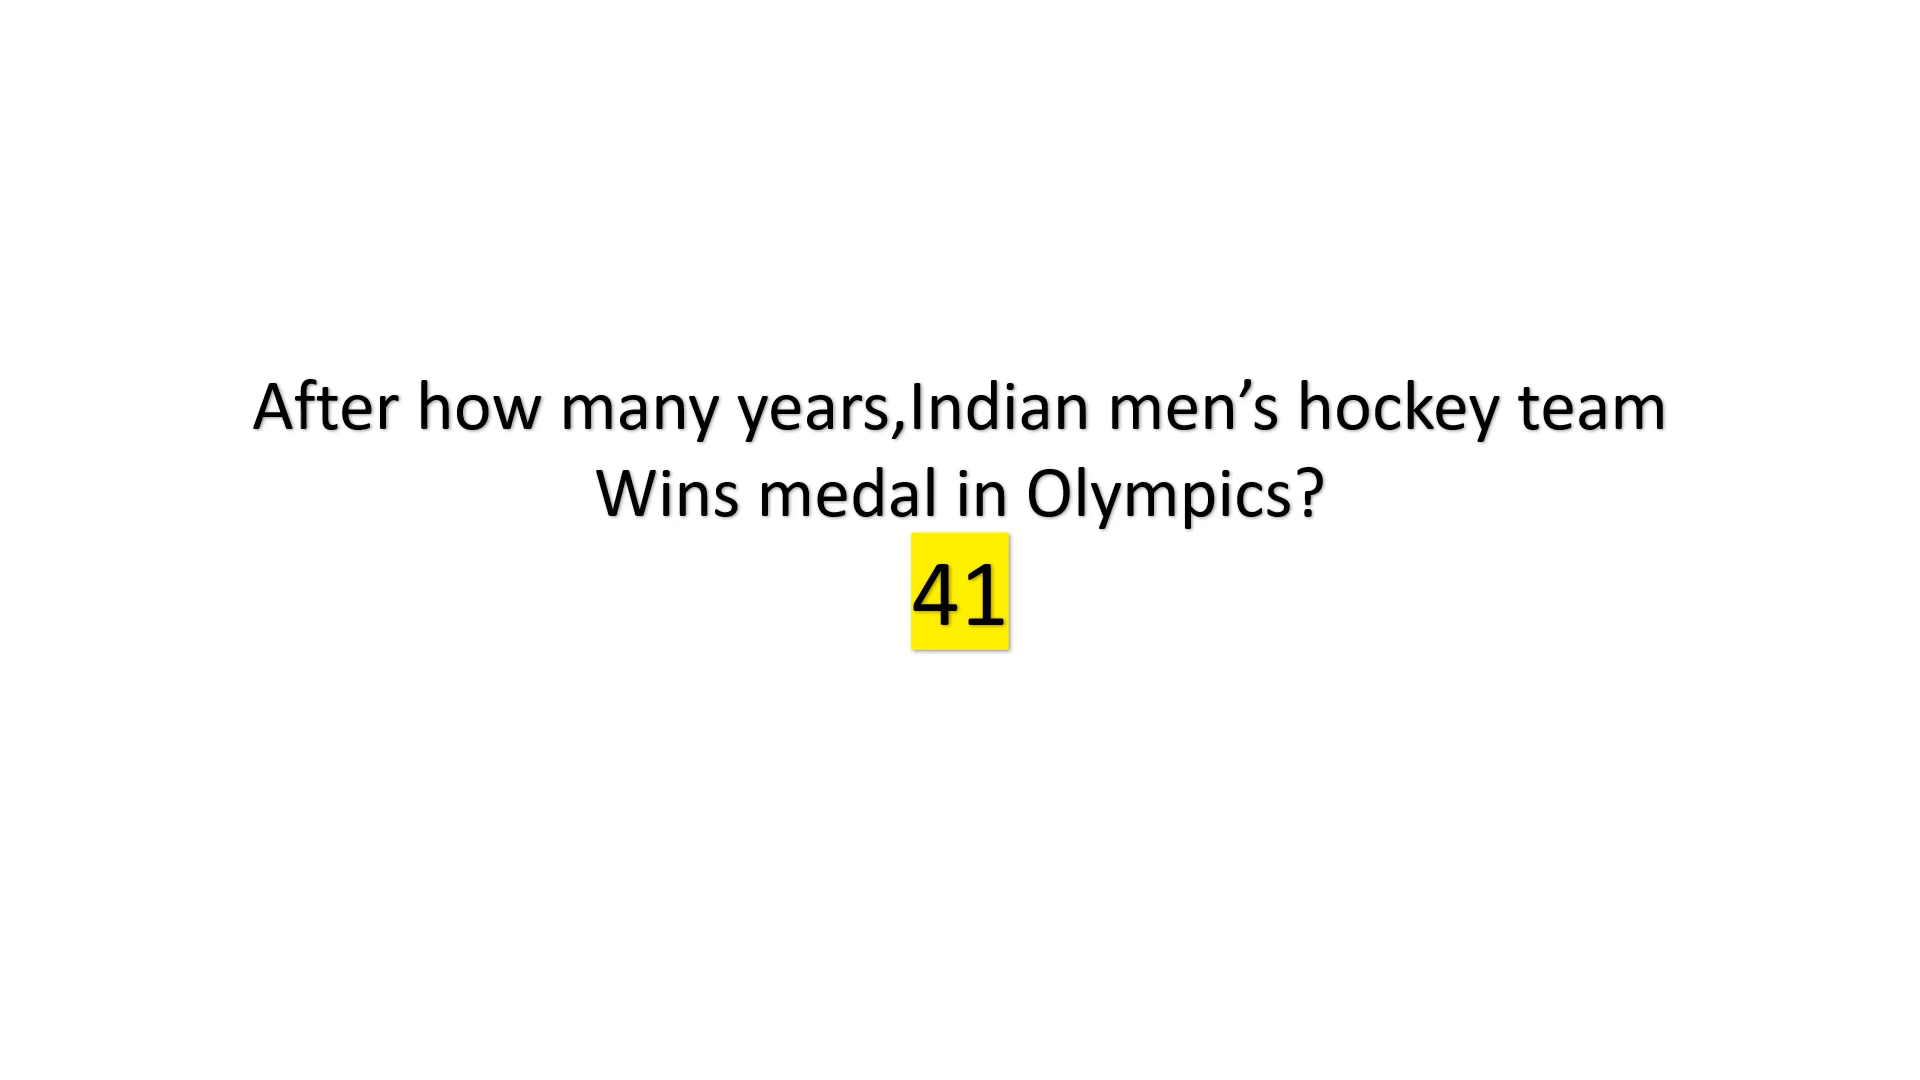 After how many years,Indian men’s hockey team
Wins medal in Olympics?
41